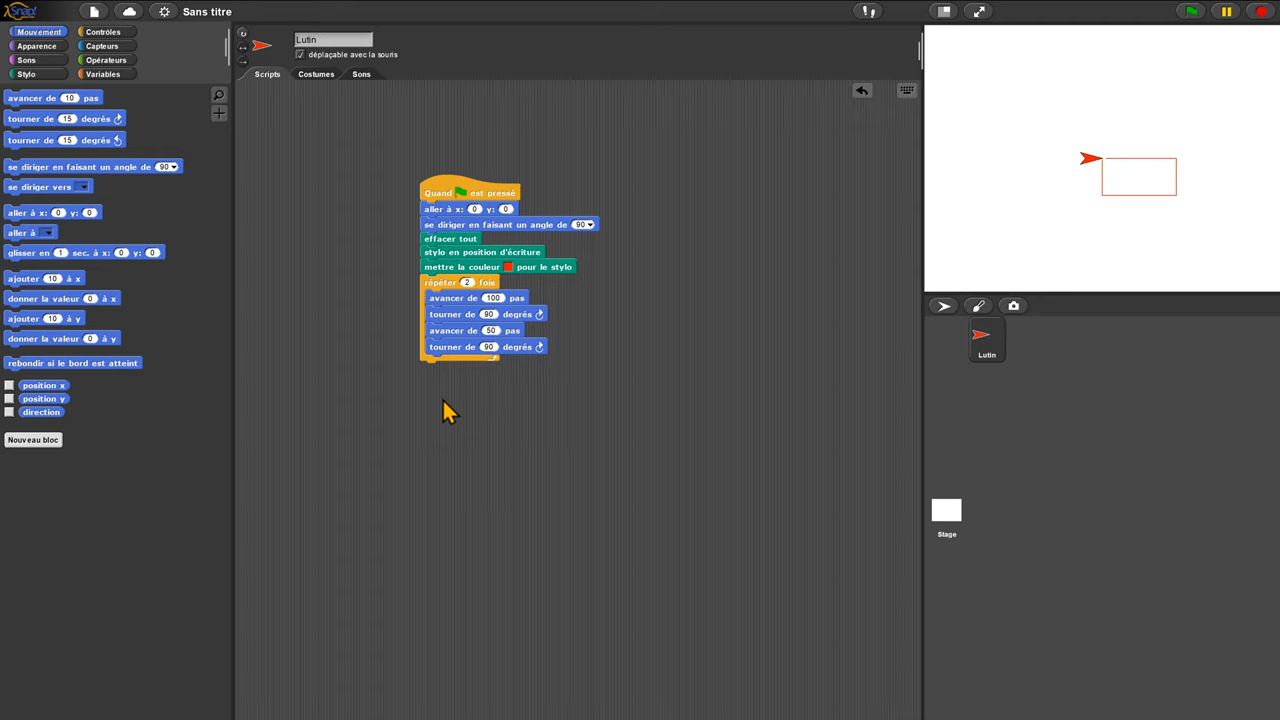 Snap!
Sans titre
Mouvement
Contrôles
Apparence
Capteurs
Sons
Opérateurs
Stylo
Variables
avancer de 10 pas
tourner de 15 degrés
tourner de 15 degrés
se diriger en faisant un angle de 90
se diriger vers
aller à x: 0 y: 0
aller à
glisser en 1 sec. à x: 0 y: 0
ajouter 10 à x
donner la valeur 0 à x
ajouter 10 à y
donner la valeur 0 à y
rebondir si le bord est atteint
position x
position y
direction
Nouveau bloc
Lutin
déplaçable avec la souris
Scripts
Costumes
Sons
Quand est pressé
aller à x: 0 y: 0
se diriger en faisant un angle de 90
effacer tout
stylo en position d'écriture
mettre la couleur pour le stylo
répéter 2 fois
avancer de 100 pas
tourner de 90 degrés
avancer de 50 pas
tourner de 90 degrés
Lutin
Stage